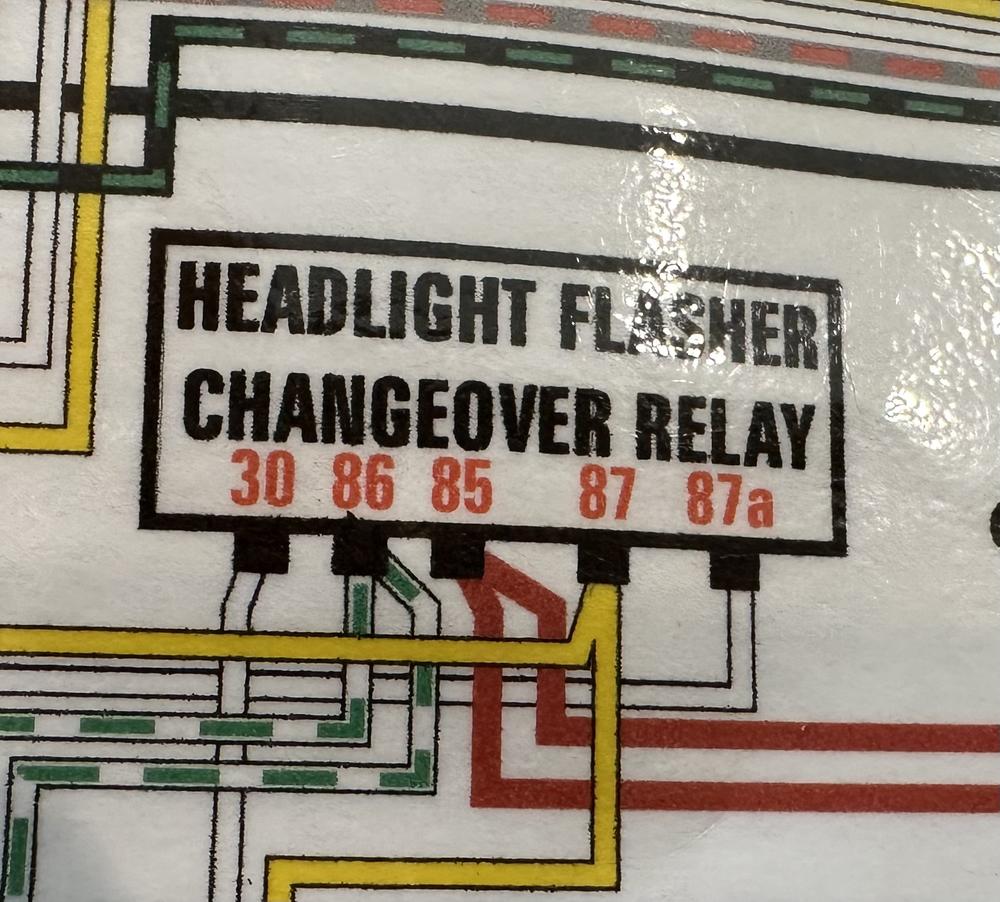 HEADLIGHT FLASHER
CHANGEOVER RELAY
30 86 85 87 87a